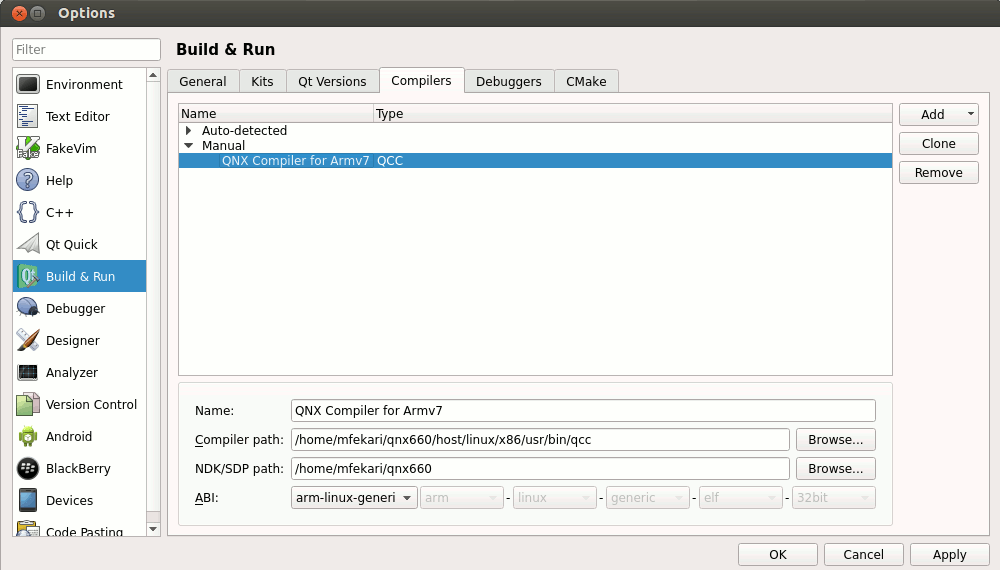 Options
Filter
Environment
Text Editor
FakeVim
Help
C++
Qt Quick
Build & Run
Debugger
Designer
Analyzer
Version Control
Android
BlackBerry
Devices
Code Pasting
Build & Run
General Kits Qt Versions Compilers Debuggers CMake
Name Type
Auto-detected
Manual
QNX Compiler for Armv7 QCC
Add
Clone
Remove
Name: QNX Compiler for Armv7
Compiler path: /home/mfekari/qnx660/host/linux/x86/usr/bin/qcc Browse...
NDK/SDP path: /home/mfekari/qnx660 Browse...
ABI: arm-linux-generi arm - linux - generic - elf - 32bit
OK Cancel Apply